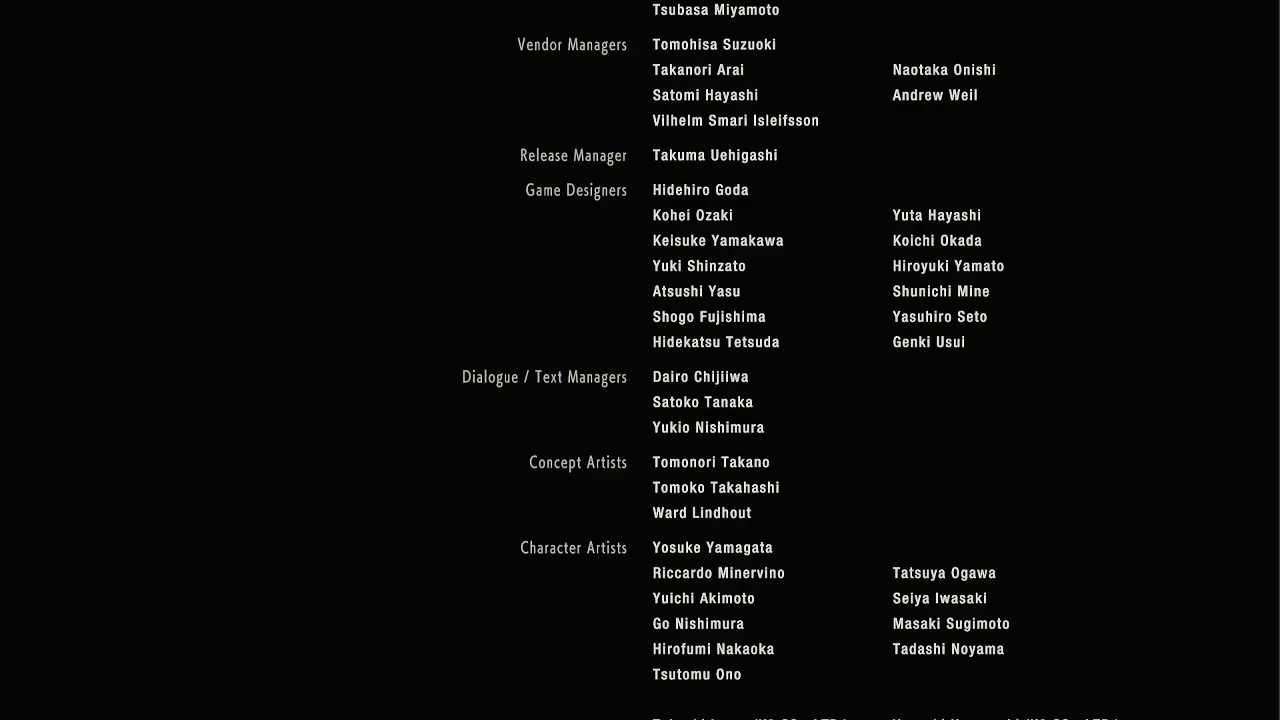 Tsubasa Miyamoto
Vendor Managers Tomohisa Suzuoki
Takanori Arai Naotaka Onishi
Satomi Hayashi Andrew Weil
Vilhelm Smari Isleifsson
Release Manager Takuma Uehigashi
Game Designers Hidehiro Goda
Kohei Ozaki Yuta Hayashi
Keisuke Yamakawa Koichi Okada
Yuki Shinzato Hiroyuki Yamato
Atsushi Yasu Shunichi Mine
Shogo Fujishima Yasuhiro Seto
Hidekatsu Tetsuda Genki Usui
Dialogue / Text Managers Dairo Chijiiwa
Satoko Tanaka
Yukio Nishimura
Concept Artists Tomonori Takano
Tomoko Takahashi
Ward Lindhout
Character Artists Yosuke Yamagata
Riccardo Minervino Tatsuya Ogawa
Yuichi Akimoto Seiya Iwasaki
Go Nishimura Masaki Sugimoto
Hirofumi Nakaoka Tadashi Noyama
Tsutomu Ono